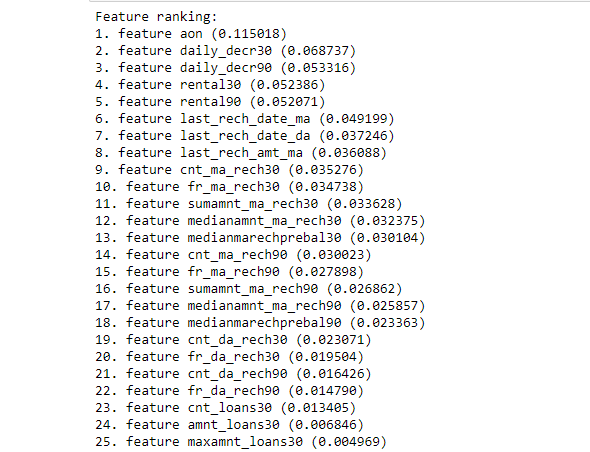 Feature ranking:
1. feature aon (0.115018)
2. feature daily_decr30 (0.068737)
3. feature daily_decr90 (0.053316)
4. feature rental30 (0.052386)
5. feature rental90 (0.052071)
6. feature last_rech_date_ma (0.049199)
7. feature last_rech_date_da (0.037246)
8. feature last_rech_amt_ma (0.036088)
9. feature cnt_ma_rech30 (0.035276)
10. feature fr_ma_rech30 (0.034738)
11. feature sumamnt_ma_rech30 (0.033628)
12. feature medianamnt_ma_rech30 (0.032375)
13. feature medianmarechprebal30 (0.030104)
14. feature cnt_ma_rech90 (0.030023)
15. feature fr_ma_rech90 (0.027898)
16. feature sumamnt_ma_rech90 (0.026862)
17. feature medianamnt_ma_rech90 (0.025857)
18. feature medianmarechprebal90 (0.023363)
19. feature cnt_da_rech30 (0.023071)
20. feature fr_da_rech30 (0.019504)
21. feature cnt_da_rech90 (0.016426)
22. feature fr_da_rech90 (0.014790)
23. feature cnt_loans30 (0.013405)
24. feature amnt_loans30 (0.006846)
25. feature maxamnt_loans30 (0.004969)